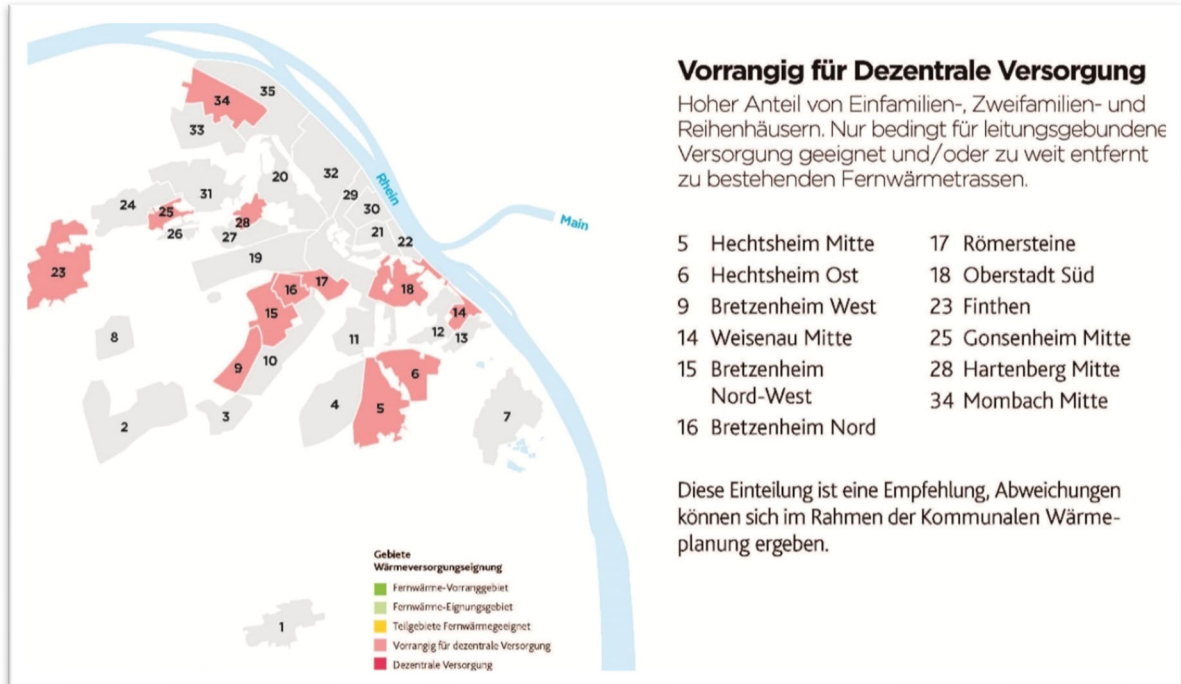 Vorrangig für Dezentrale Versorgung
Hoher Anteil von Einfamilien-, Zweifamilien- und
Reihenhäusern. Nur bedingt für leitungsgebundene
Versorgung geeignet und/oder zu weit entfernt
zu bestehenden Fernwärmetrassen.
5 Hechtsheim Mitte
6 Hechtsheim Ost
9 Bretzenheim West
14 Weisenau Mitte
15 Bretzenheim
Nord-West
16 Bretzenheim Nord
17 Römersteine
18 Oberstadt Süd
23 Finthen
25 Gonsenheim Mitte
28 Hartenberg Mitte
34 Mombach Mitte
Diese Einteilung ist eine Empfehlung, Abweichungen
können sich im Rahmen der Kommunalen Wärme-
planung ergeben.
35
34
33
20
32
31
29
24
30
25
28
21
26
27
22
19
23
17
16
18
15
14
8
12
13
11
10
9
6
4
5
3
7
2
1
Rhein
Main
Gebiete
Wärmeversorgungseignung
Fernwärme-Vorranggebiet
Fernwärme-Eignungsgebiet
Teilgebiete Fernwärmegeeignet
Vorrangig für dezentrale Versorgung
Dezentrale Versorgung